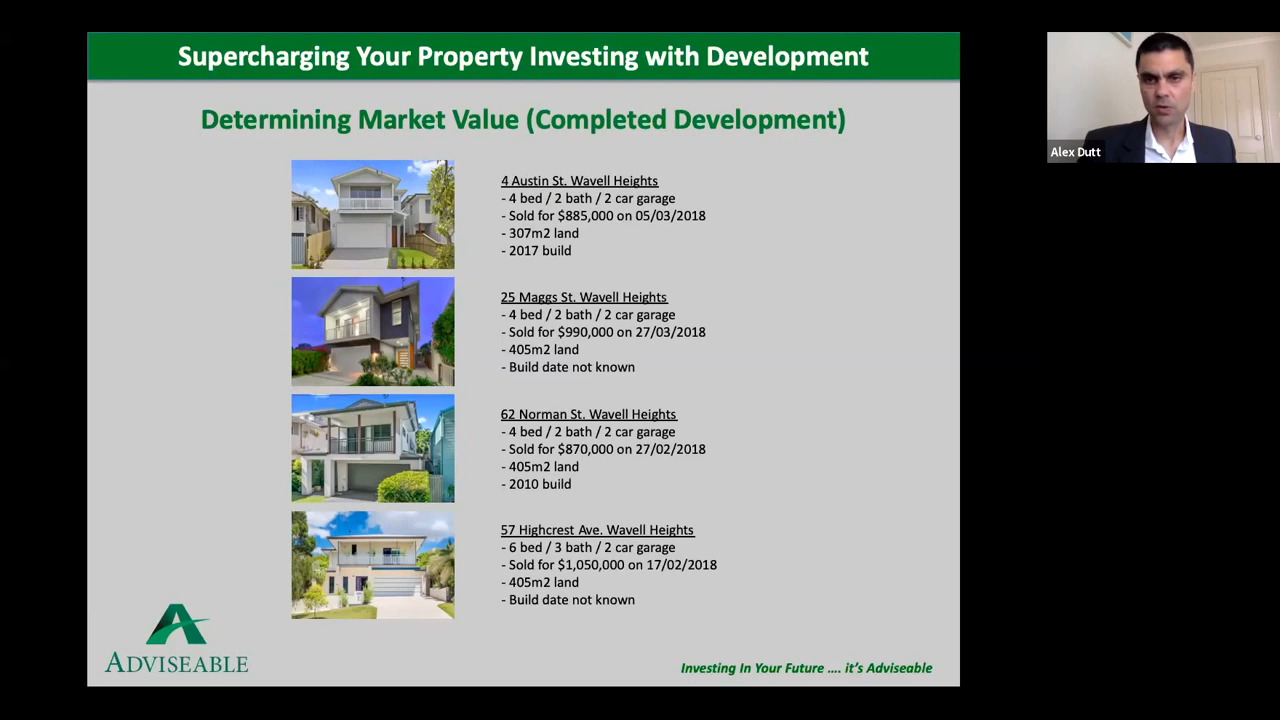 Supercharging Your Property Investing with Development
Determining Market Value (Completed Development)
4 Austin St. Wavell Heights
- 4 bed / 2 bath / 2 car garage
- Sold for $885,000 on 05/03/2018
- 307m2 land
- 2017 build
25 Maggs St. Wavell Heights
- 4 bed / 2 bath / 2 car garage
- Sold for $990,000 on 27/03/2018
- 405m2 land
- Build date not known
62 Norman St. Wavell Heights
- 4 bed / 2 bath / 2 car garage
- Sold for $870,000 on 27/02/2018
- 405m2 land
- 2010 build
57 Highcrest Ave. Wavell Heights
- 6 bed / 3 bath / 2 car garage
- Sold for $1,050,000 on 17/02/2018
- 405m2 land
- Build date not known
ADVISEABLE
Investing In Your Future .... it's Adviseable
Alex Dutt